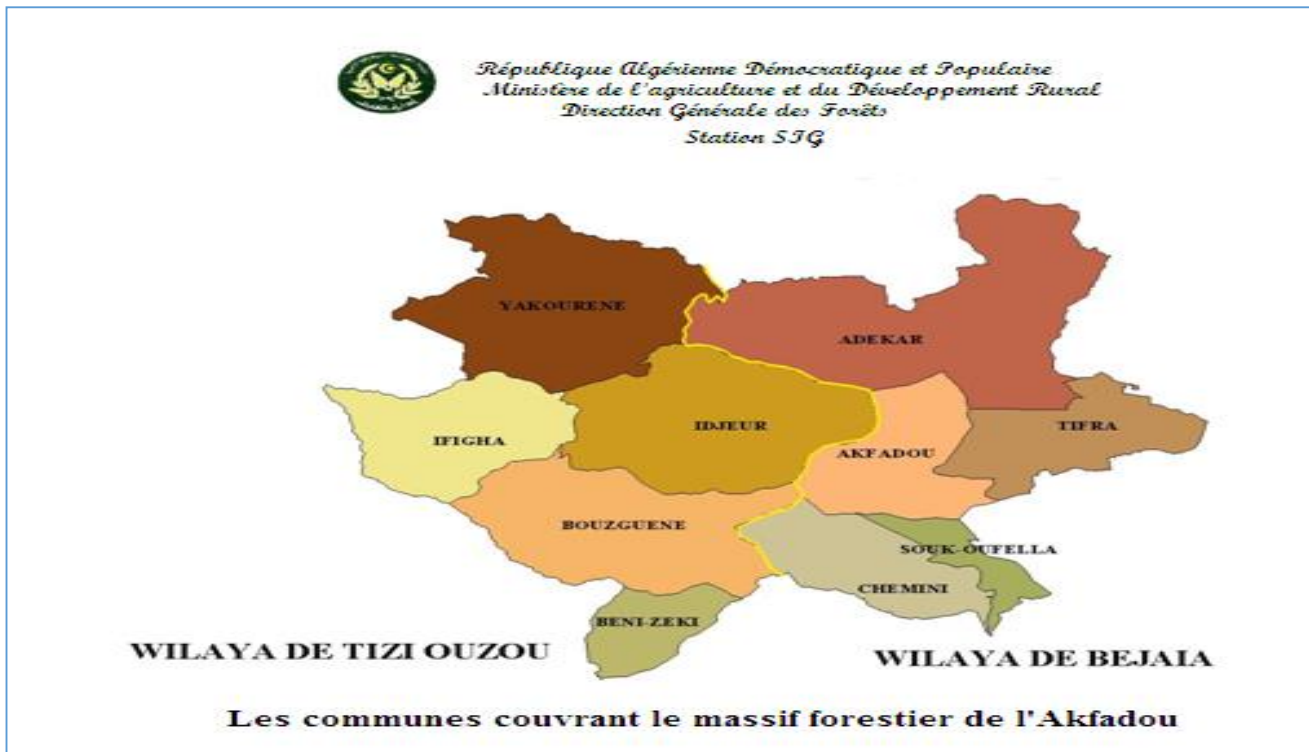 République Algérienne Démocratique et Populaire
Ministère de l'agriculture et du Développement Rural
Direction Générale des Forêts
Station SIG
YAKOURENE
ADEKAR
IFIGHA
IDJEUR
TIFRA
AKFADOU
BOUZGUENE
SOUK-OUFELLA
CHEMINI
BENI-ZEKI
WILAYA DE TIZI OUZOU
WILAYA DE BEJAIA
Les communes couvrant le massif forestier de l'Akfadou